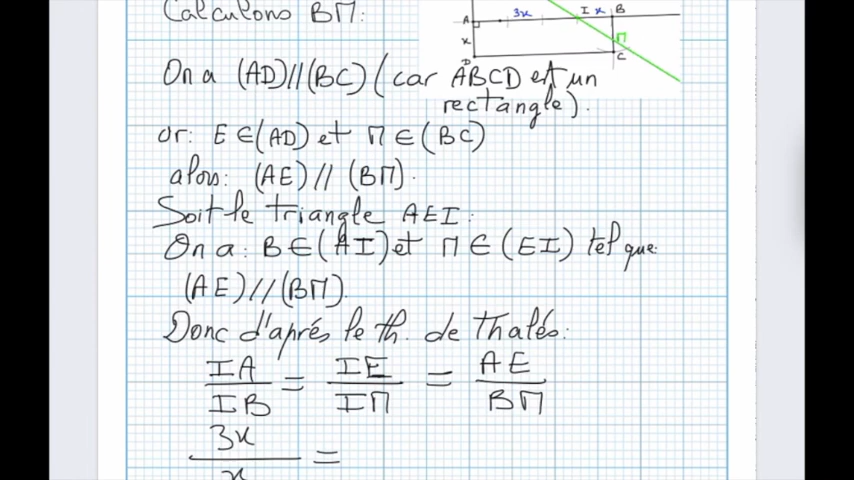 Calculons BM:
3x I x B
A
x M
D C
On a (AD)//(BC) (car ABCD est un
rectangle).
or: E ∈ (AD) et M ∈ (BC)
alors: (AE) // (BM).
Soit le triangle AEI:
On a: B ∈ (AI) et M ∈ (EI) tel que:
(AE)//(BM).
Donc d'aprés le th. de Thalés:
IA/IB = IE/IM = AE/BM
3x/x =